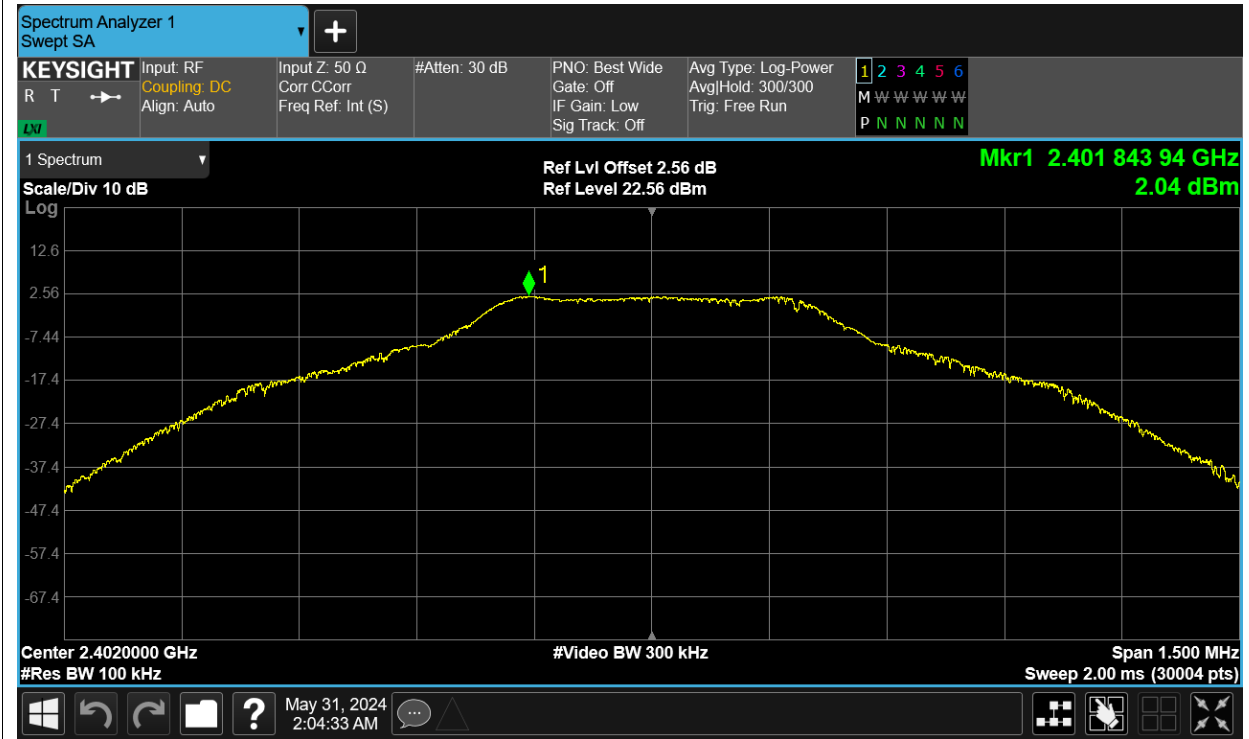 Spectrum Analyzer 1
Swept SA
KEYSIGHT
R T
LXI
Input: RF
Coupling: DC
Align: Auto
Input Z: 50 Ω
Corr CCorr
Freq Ref: Int (S)
#Atten: 30 dB
PNO: Best Wide
Gate: Off
IF Gain: Low
Sig Track: Off
Avg Type: Log-Power
Avg|Hold: 300/300
Trig: Free Run
1 2 3 4 5 6
M W W W W W
P N N N N N
1 Spectrum
Scale/Div 10 dB
Log
Ref Lvl Offset 2.56 dB
Ref Level 22.56 dBm
Mkr1 2.401 843 94 GHz
2.04 dBm
12.6
1
2.56
-7.44
-17.4
-27.4
-37.4
-47.4
-57.4
-67.4
Center 2.4020000 GHz
#Video BW 300 kHz
Span 1.500 MHz
#Res BW 100 kHz
Sweep 2.00 ms (30004 pts)
?
May 31, 2024
2:04:33 AM